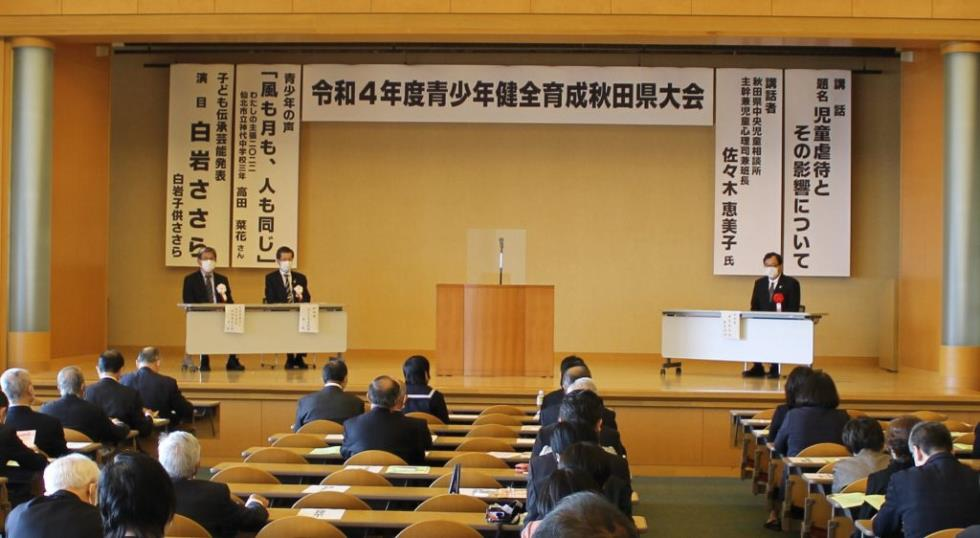 令和４年度青少年健全育成秋田県大会
講　話
題名 児童虐待と
その影響について
講話者
秋田県中央児童相談所
主幹兼児童心理司兼班長
佐々木 恵美子 氏
青少年の声
「風も月も、人も同じ」
わたしの主張二〇二二
仙北市立神代中学校三年
高田　菜花 さん
子ども伝承芸能発表
演　目　白岩ささら
白岩子供ささら